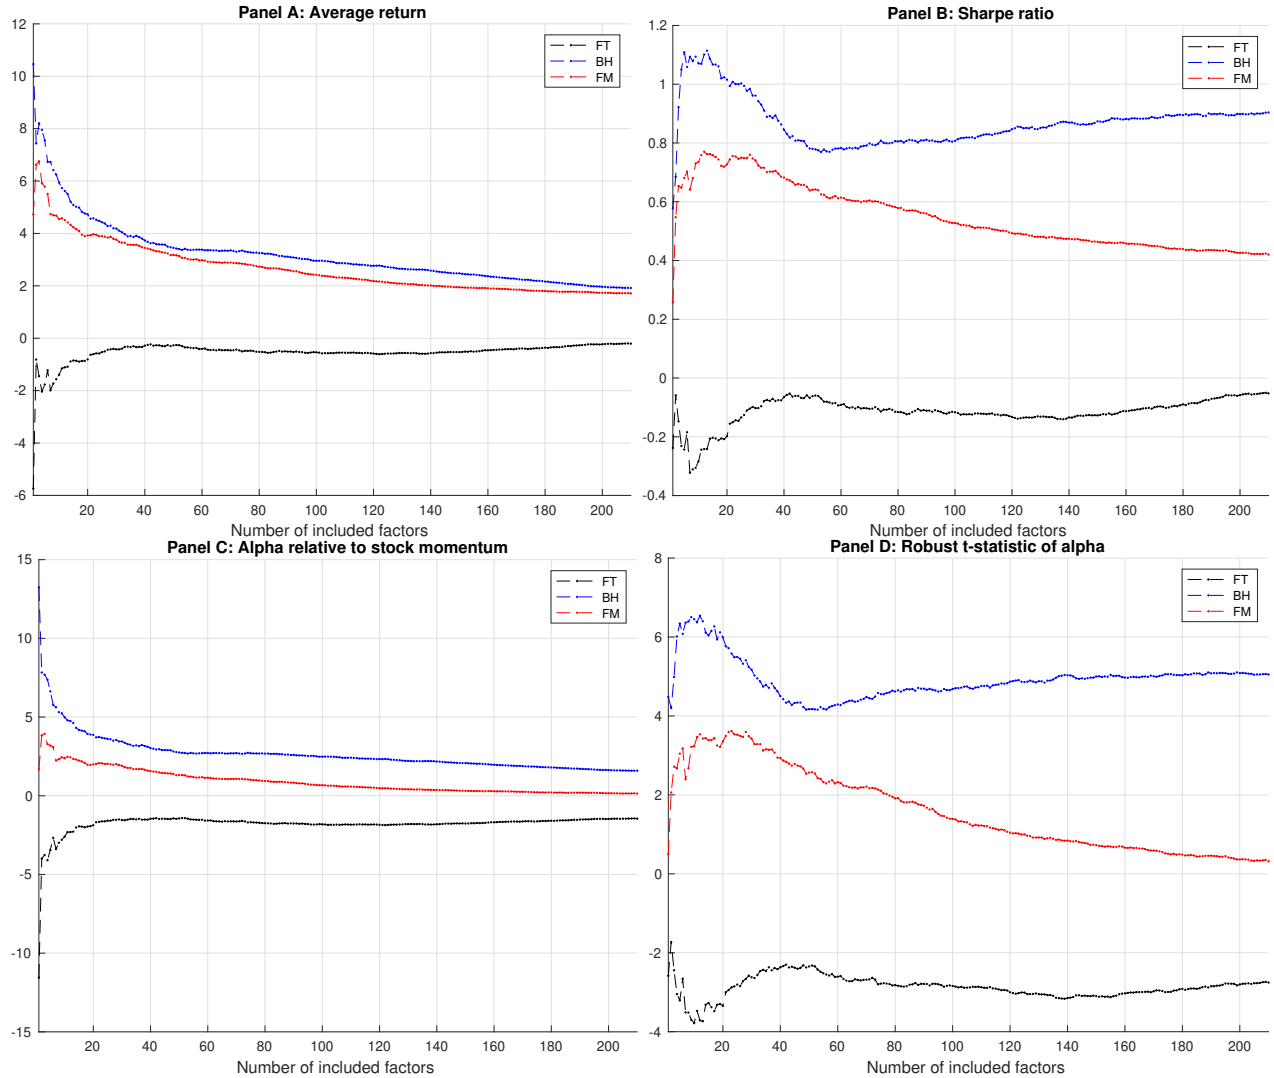 Panel A: Average return
12
10
8
6
4
2
0
-2
-4
-6
20 40 60 80 100 120 140 160 180 200
Number of included factors
FT
BH
FM
Panel B: Sharpe ratio
1.2
1
0.8
0.6
0.4
0.2
0
-0.2
-0.4
20 40 60 80 100 120 140 160 180 200
Number of included factors
FT
BH
FM
Panel C: Alpha relative to stock momentum
15
10
5
0
-5
-10
-15
20 40 60 80 100 120 140 160 180 200
Number of included factors
FT
BH
FM
Panel D: Robust t-statistic of alpha
8
6
4
2
0
-2
-4
20 40 60 80 100 120 140 160 180 200
Number of included factors
FT
BH
FM